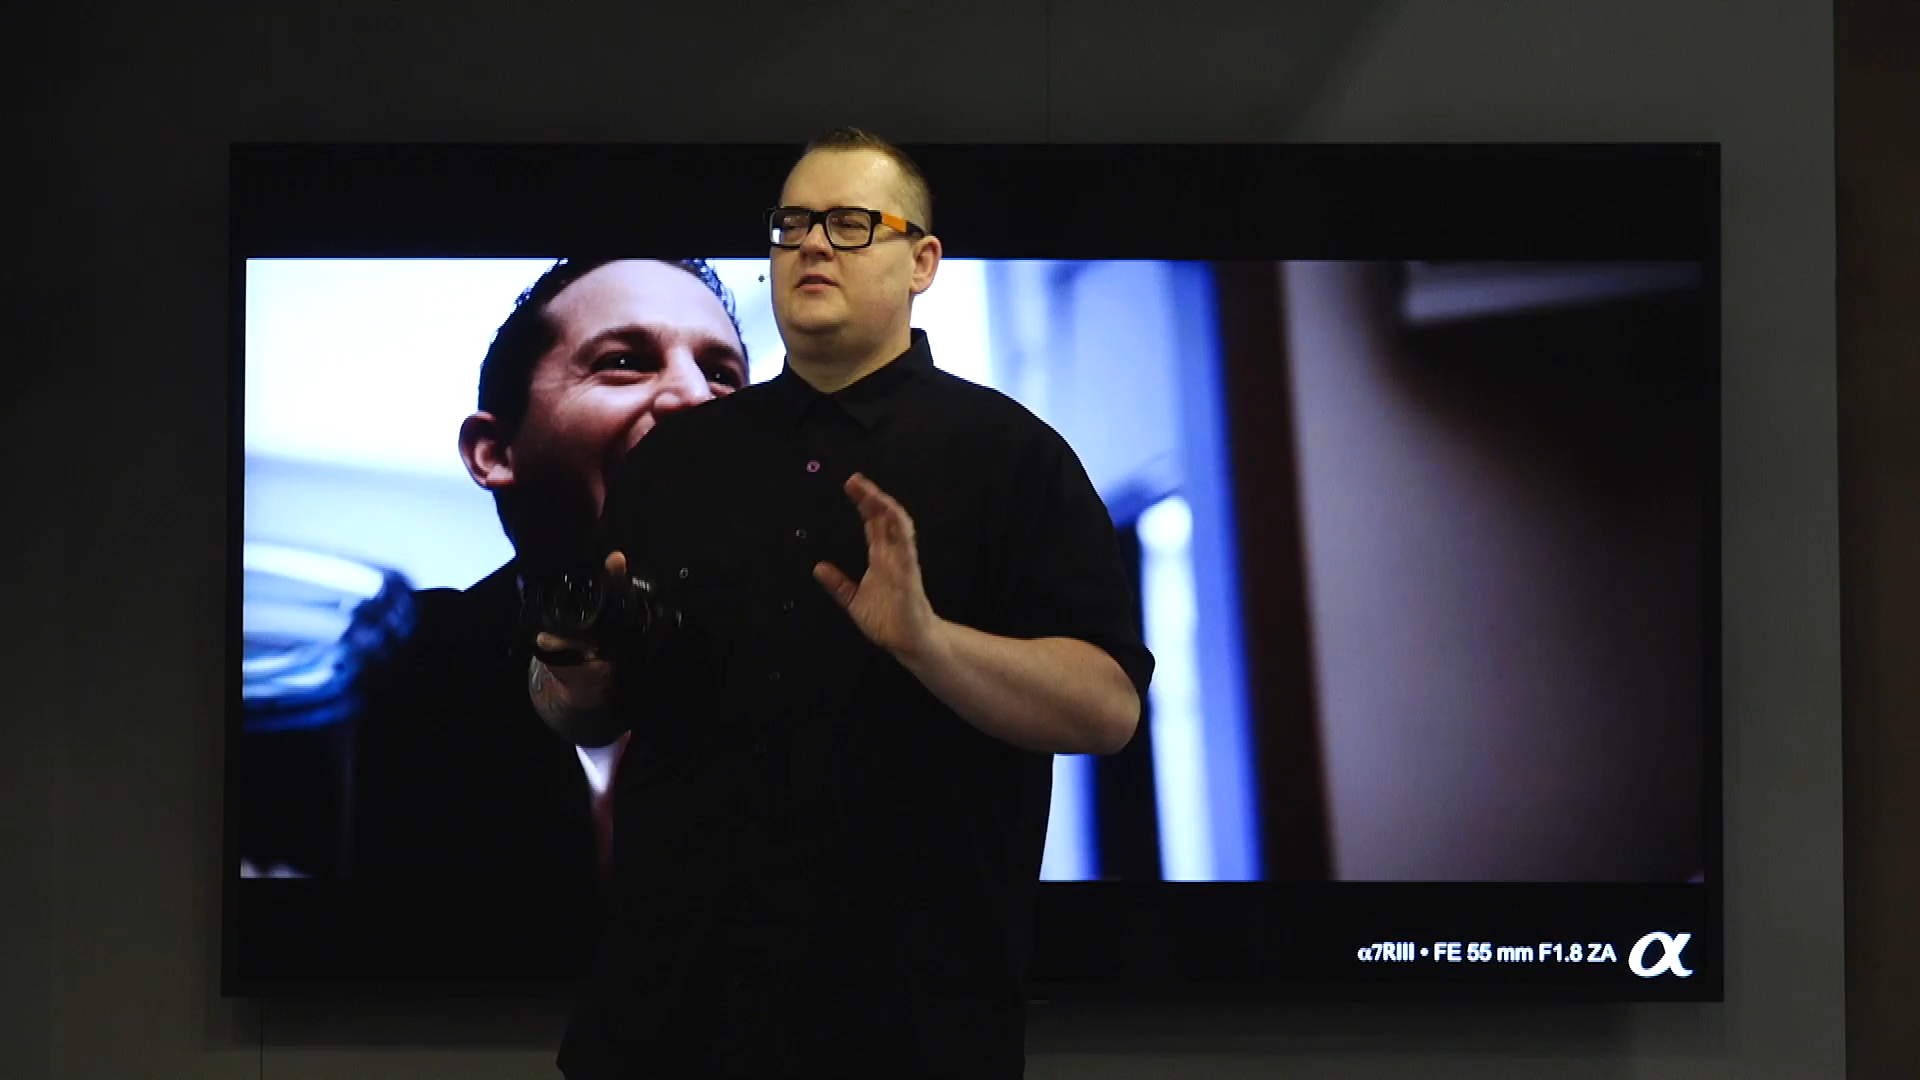 α7RIII • FE 55 mm F1.8 ZA α